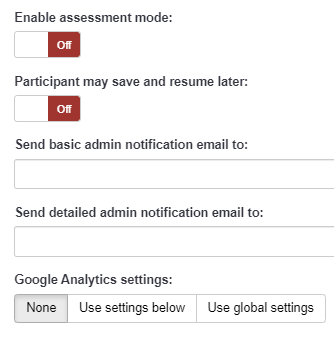 Enable assessment mode:
Off
Participant may save and resume later:
Off
Send basic admin notification email to:
Send detailed admin notification email to:
Google Analytics settings:
None Use settings below Use global settings